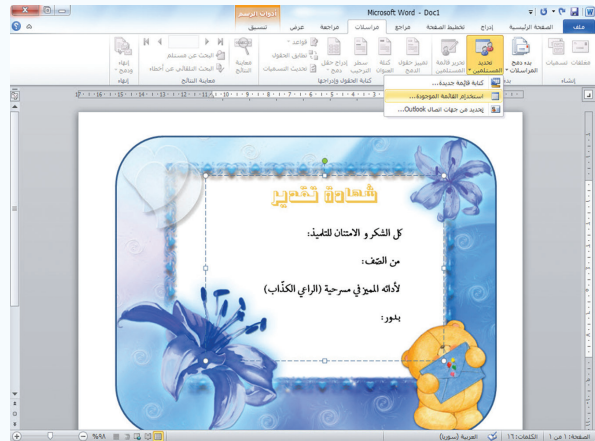 Microsoft Word - Doc1
أدوات الرسم
ملف
الصفحة الرئيسية
إدراج
تخطيط الصفحة
مراجع
مراسلات
مراجعة
عرض
تنسيق
مغلفات تسميات
إنشاء
بدء دمج المراسلات
تحديد المستلمين
تحرير قائمة المستلمين
تمييز حقول الدمج
كتلة العنوان
سطر الترحيب
إدراج حقل دمج
قواعد
تطابق الحقول
تحديث التسميات
كتابة الحقول وإدراجها
معاينة النتائج
البحث عن مستلم
البحث التلقائي عن أخطاء
معاينة النتائج
إنهاء ودمج
إنهاء
كتابة قائمة جديدة...
استخدام القائمة الموجودة...
تحديد من جهات اتصال Outlook...
شهادة تقدير
كل الشكر و الامتنان للتلميذ:
من الصّف:
لأدائه المميز في مسرحية (الراعي الكذّاب)
بدور:
الصفحة: ١ من ١
الكلمات: ١٦
العربية (سوريا)
%٩٨